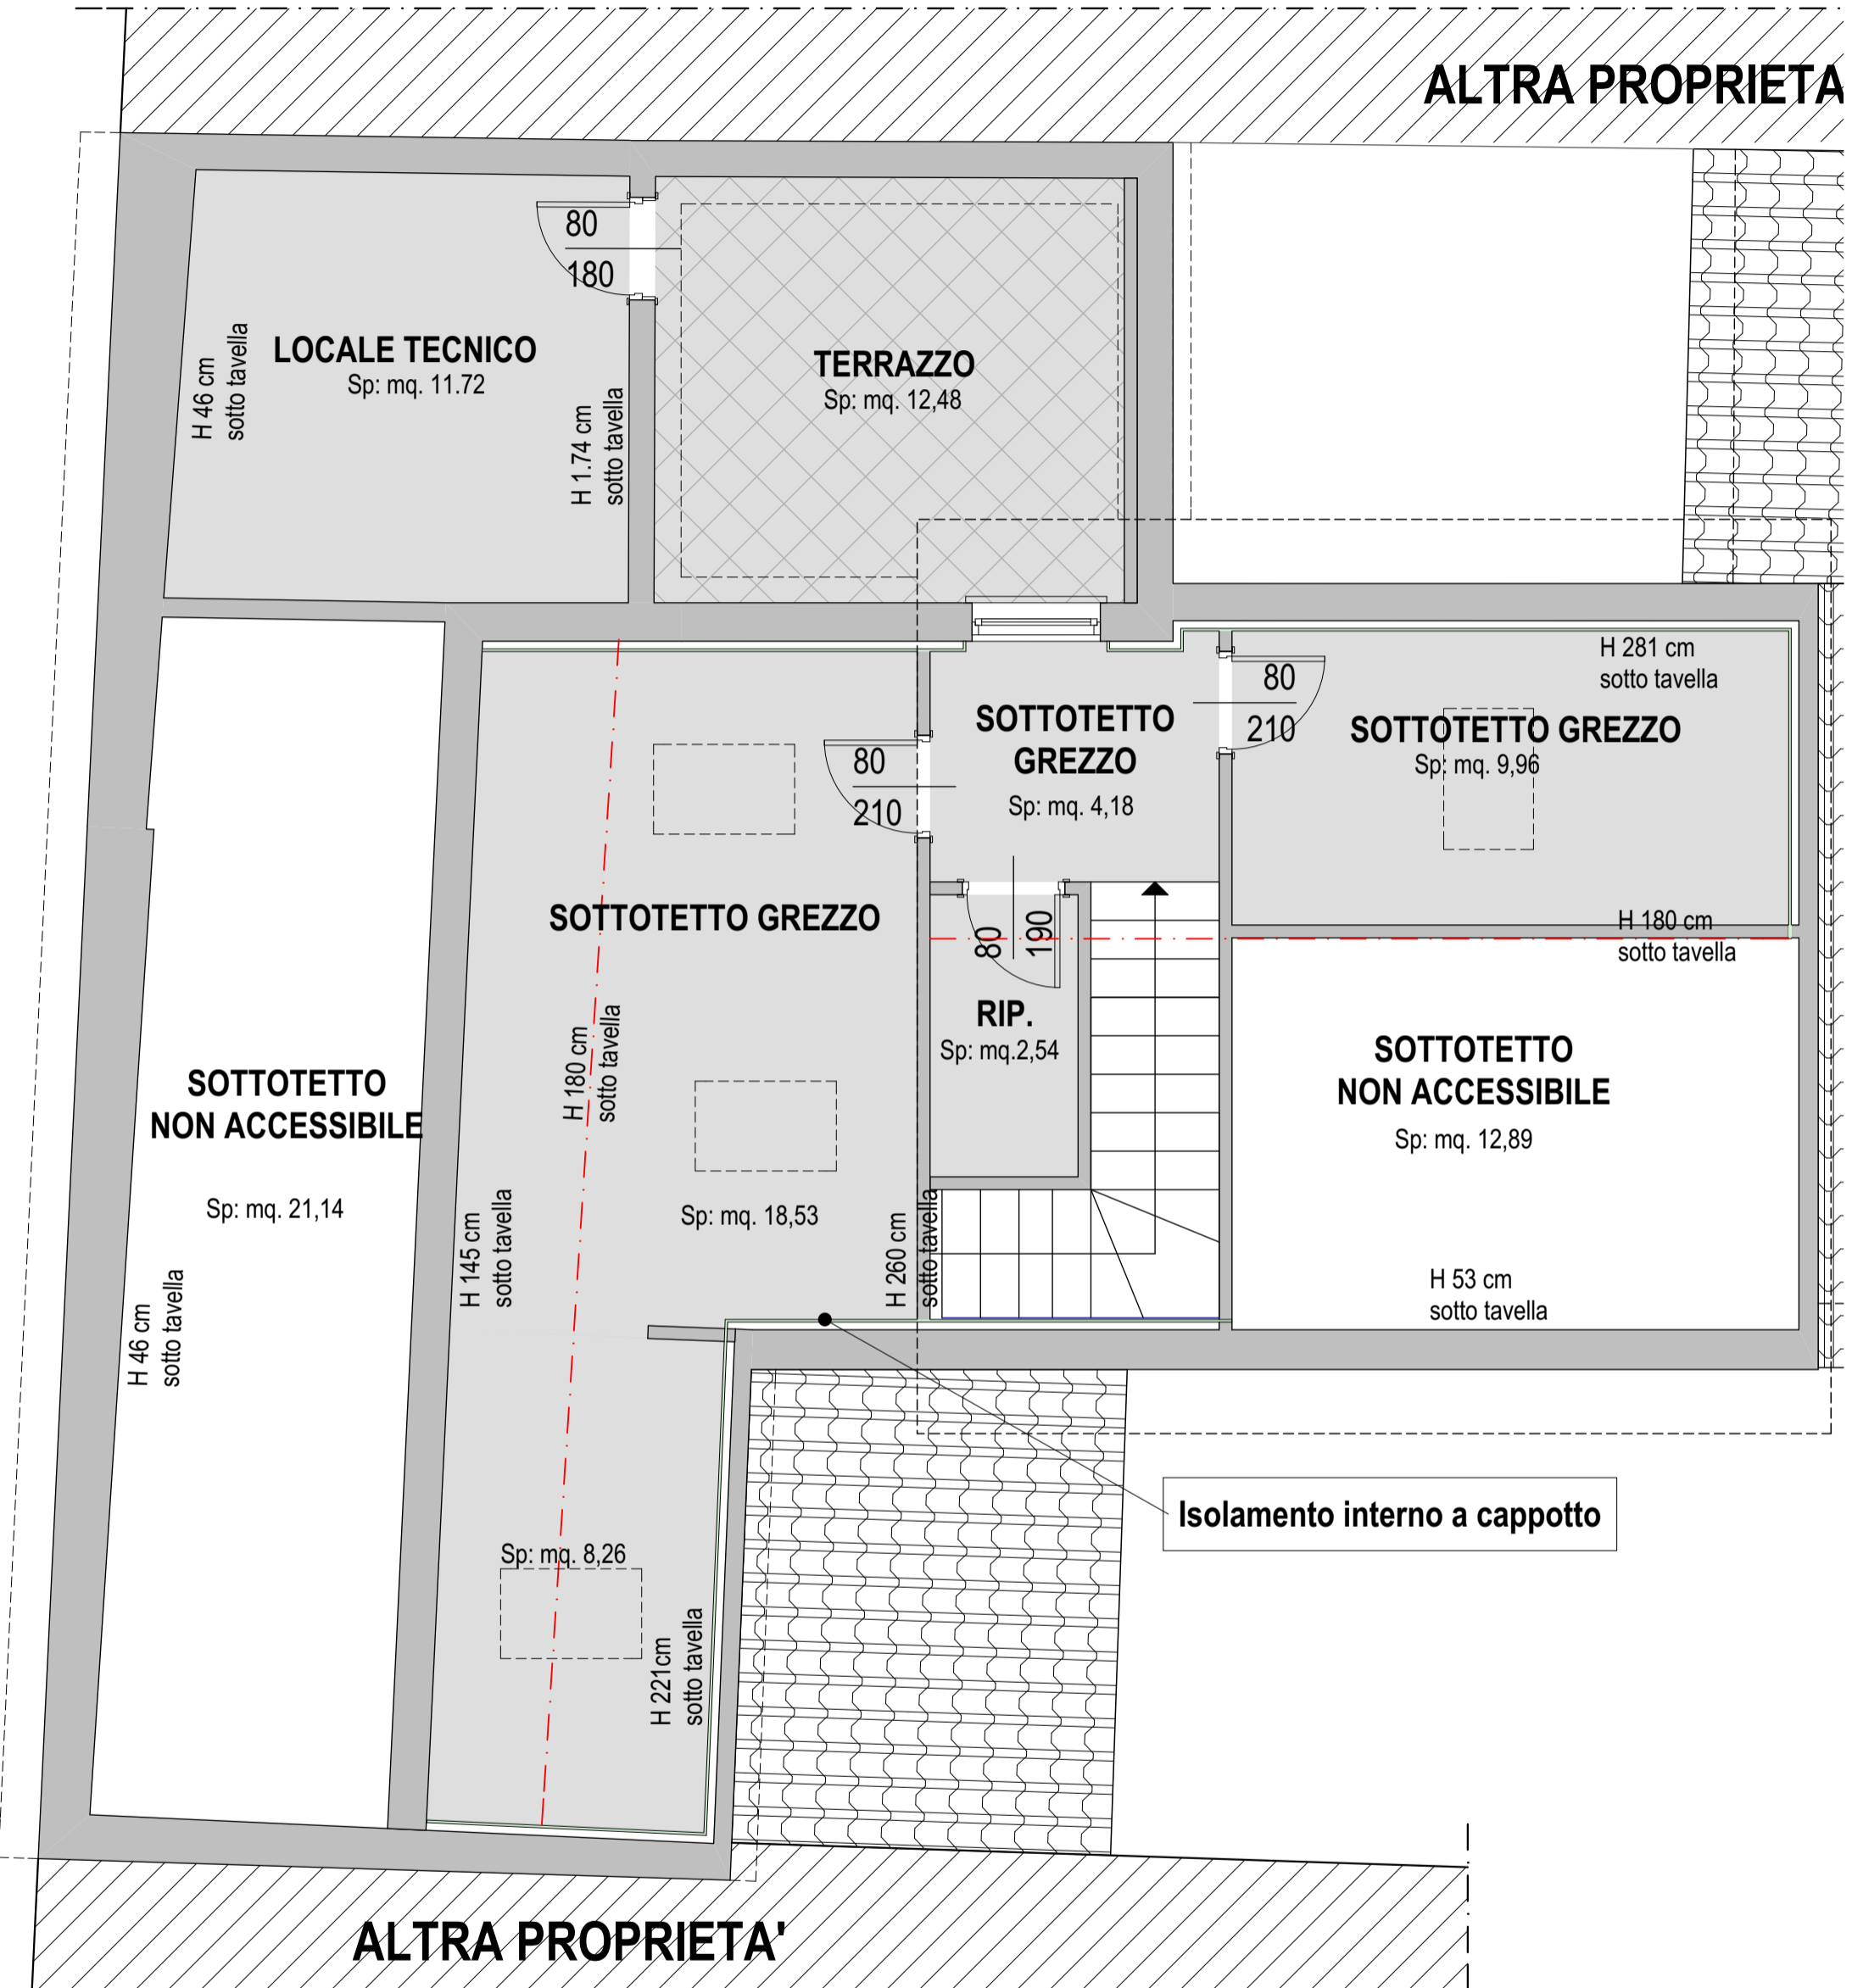 ALTRA PROPRIETA
80
180
LOCALE TECNICO
Sp: mq. 11.72
H 46 cm
sotto tavella
H 1.74 cm
sotto tavella
TERRAZZO
Sp: mq. 12,48
H 281 cm
sotto tavella
80
210
SOTTOTETTO
GREZZO
Sp: mq. 4,18
SOTTOTETTO GREZZO
Sp: mq. 9,96
80
210
SOTTOTETTO GREZZO
H 180 cm
sotto tavella
80
190
RIP.
Sp: mq.2,54
H 180 cm
sotto tavella
SOTTOTETTO
NON ACCESSIBILE
Sp: mq. 12,89
SOTTOTETTO
NON ACCESSIBILE
Sp: mq. 21,14
Sp: mq. 18,53
H 145 cm
sotto tavella
H 260 cm
sotto tavella
H 53 cm
sotto tavella
H 46 cm
sotto tavella
Isolamento interno a cappotto
Sp: mq. 8,26
H 221cm
sotto tavella
ALTRA PROPRIETA'